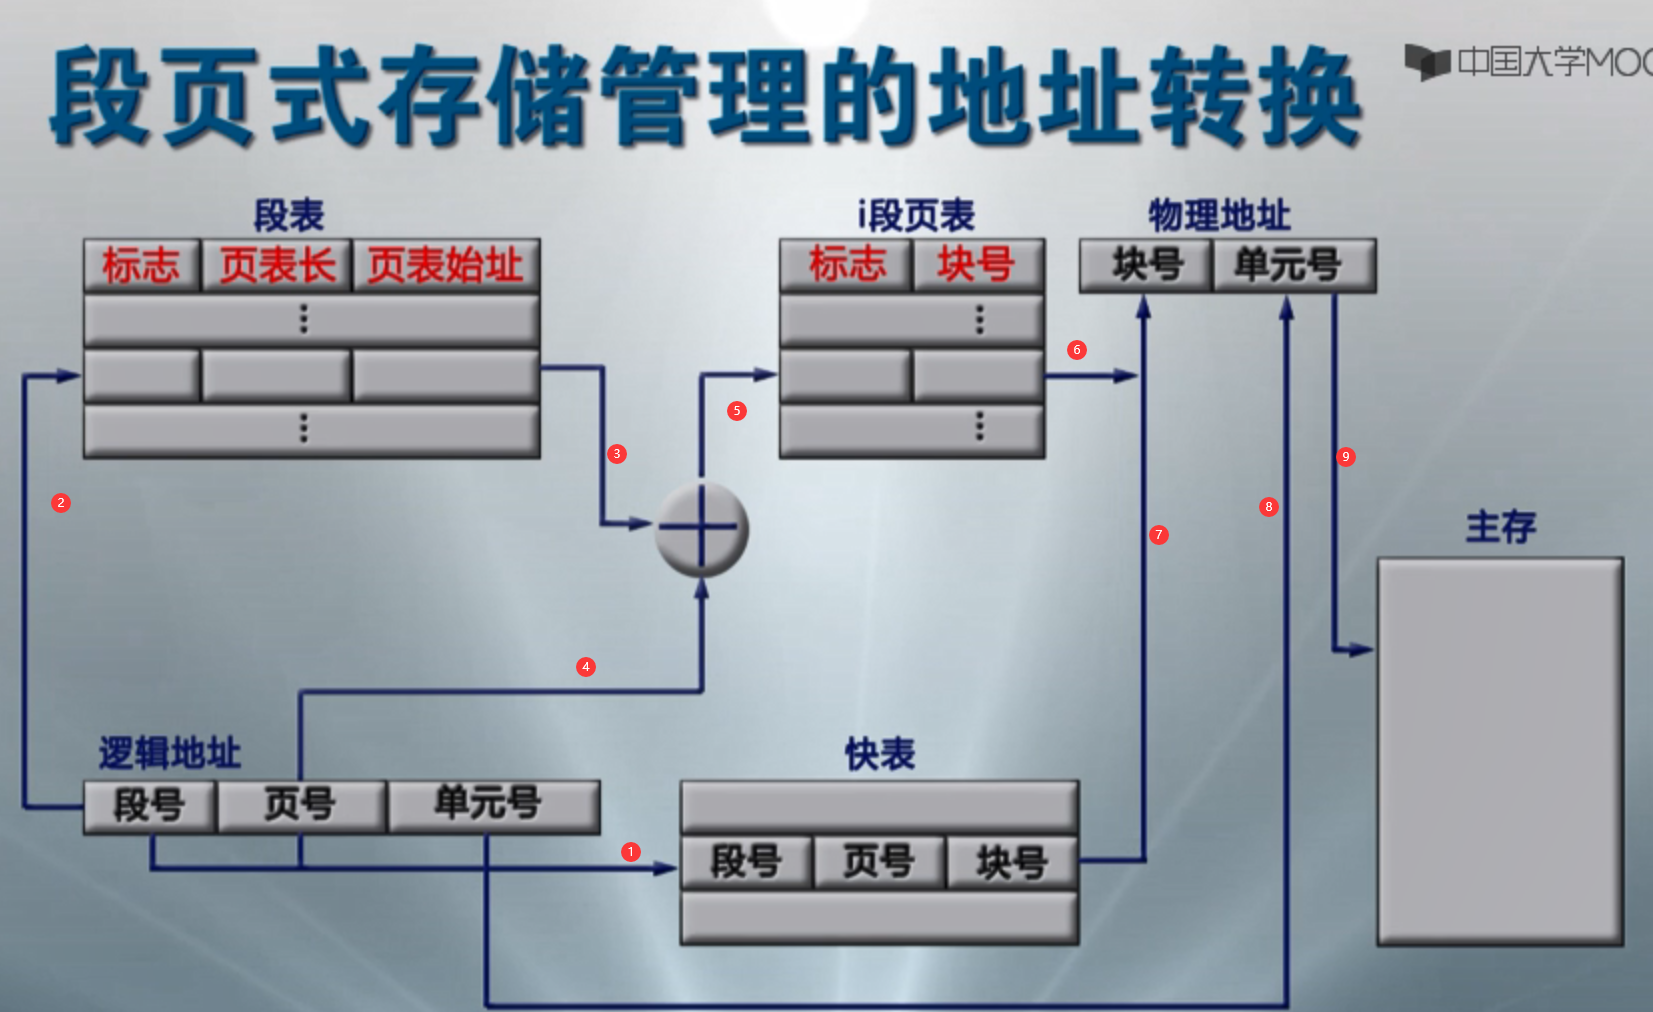 段页式存储管理的地址转换
中国大学MOO
段表
i段页表
物理地址
标志 页表长 页表始址
标志 块号
块号 单元号
⋮
⋮
6
5
⋮
⋮
3
9
2
8
7
主存
4
逻辑地址
快表
段号 页号 单元号
1
段号 页号 块号